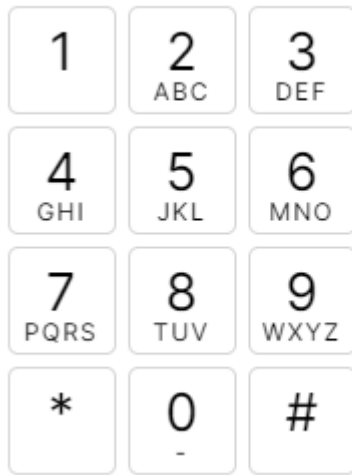 1 2 3
ABC DEF
4 5 6
GHI JKL MNO
7 8 9
PQRS TUV WXYZ
* 0 #
-